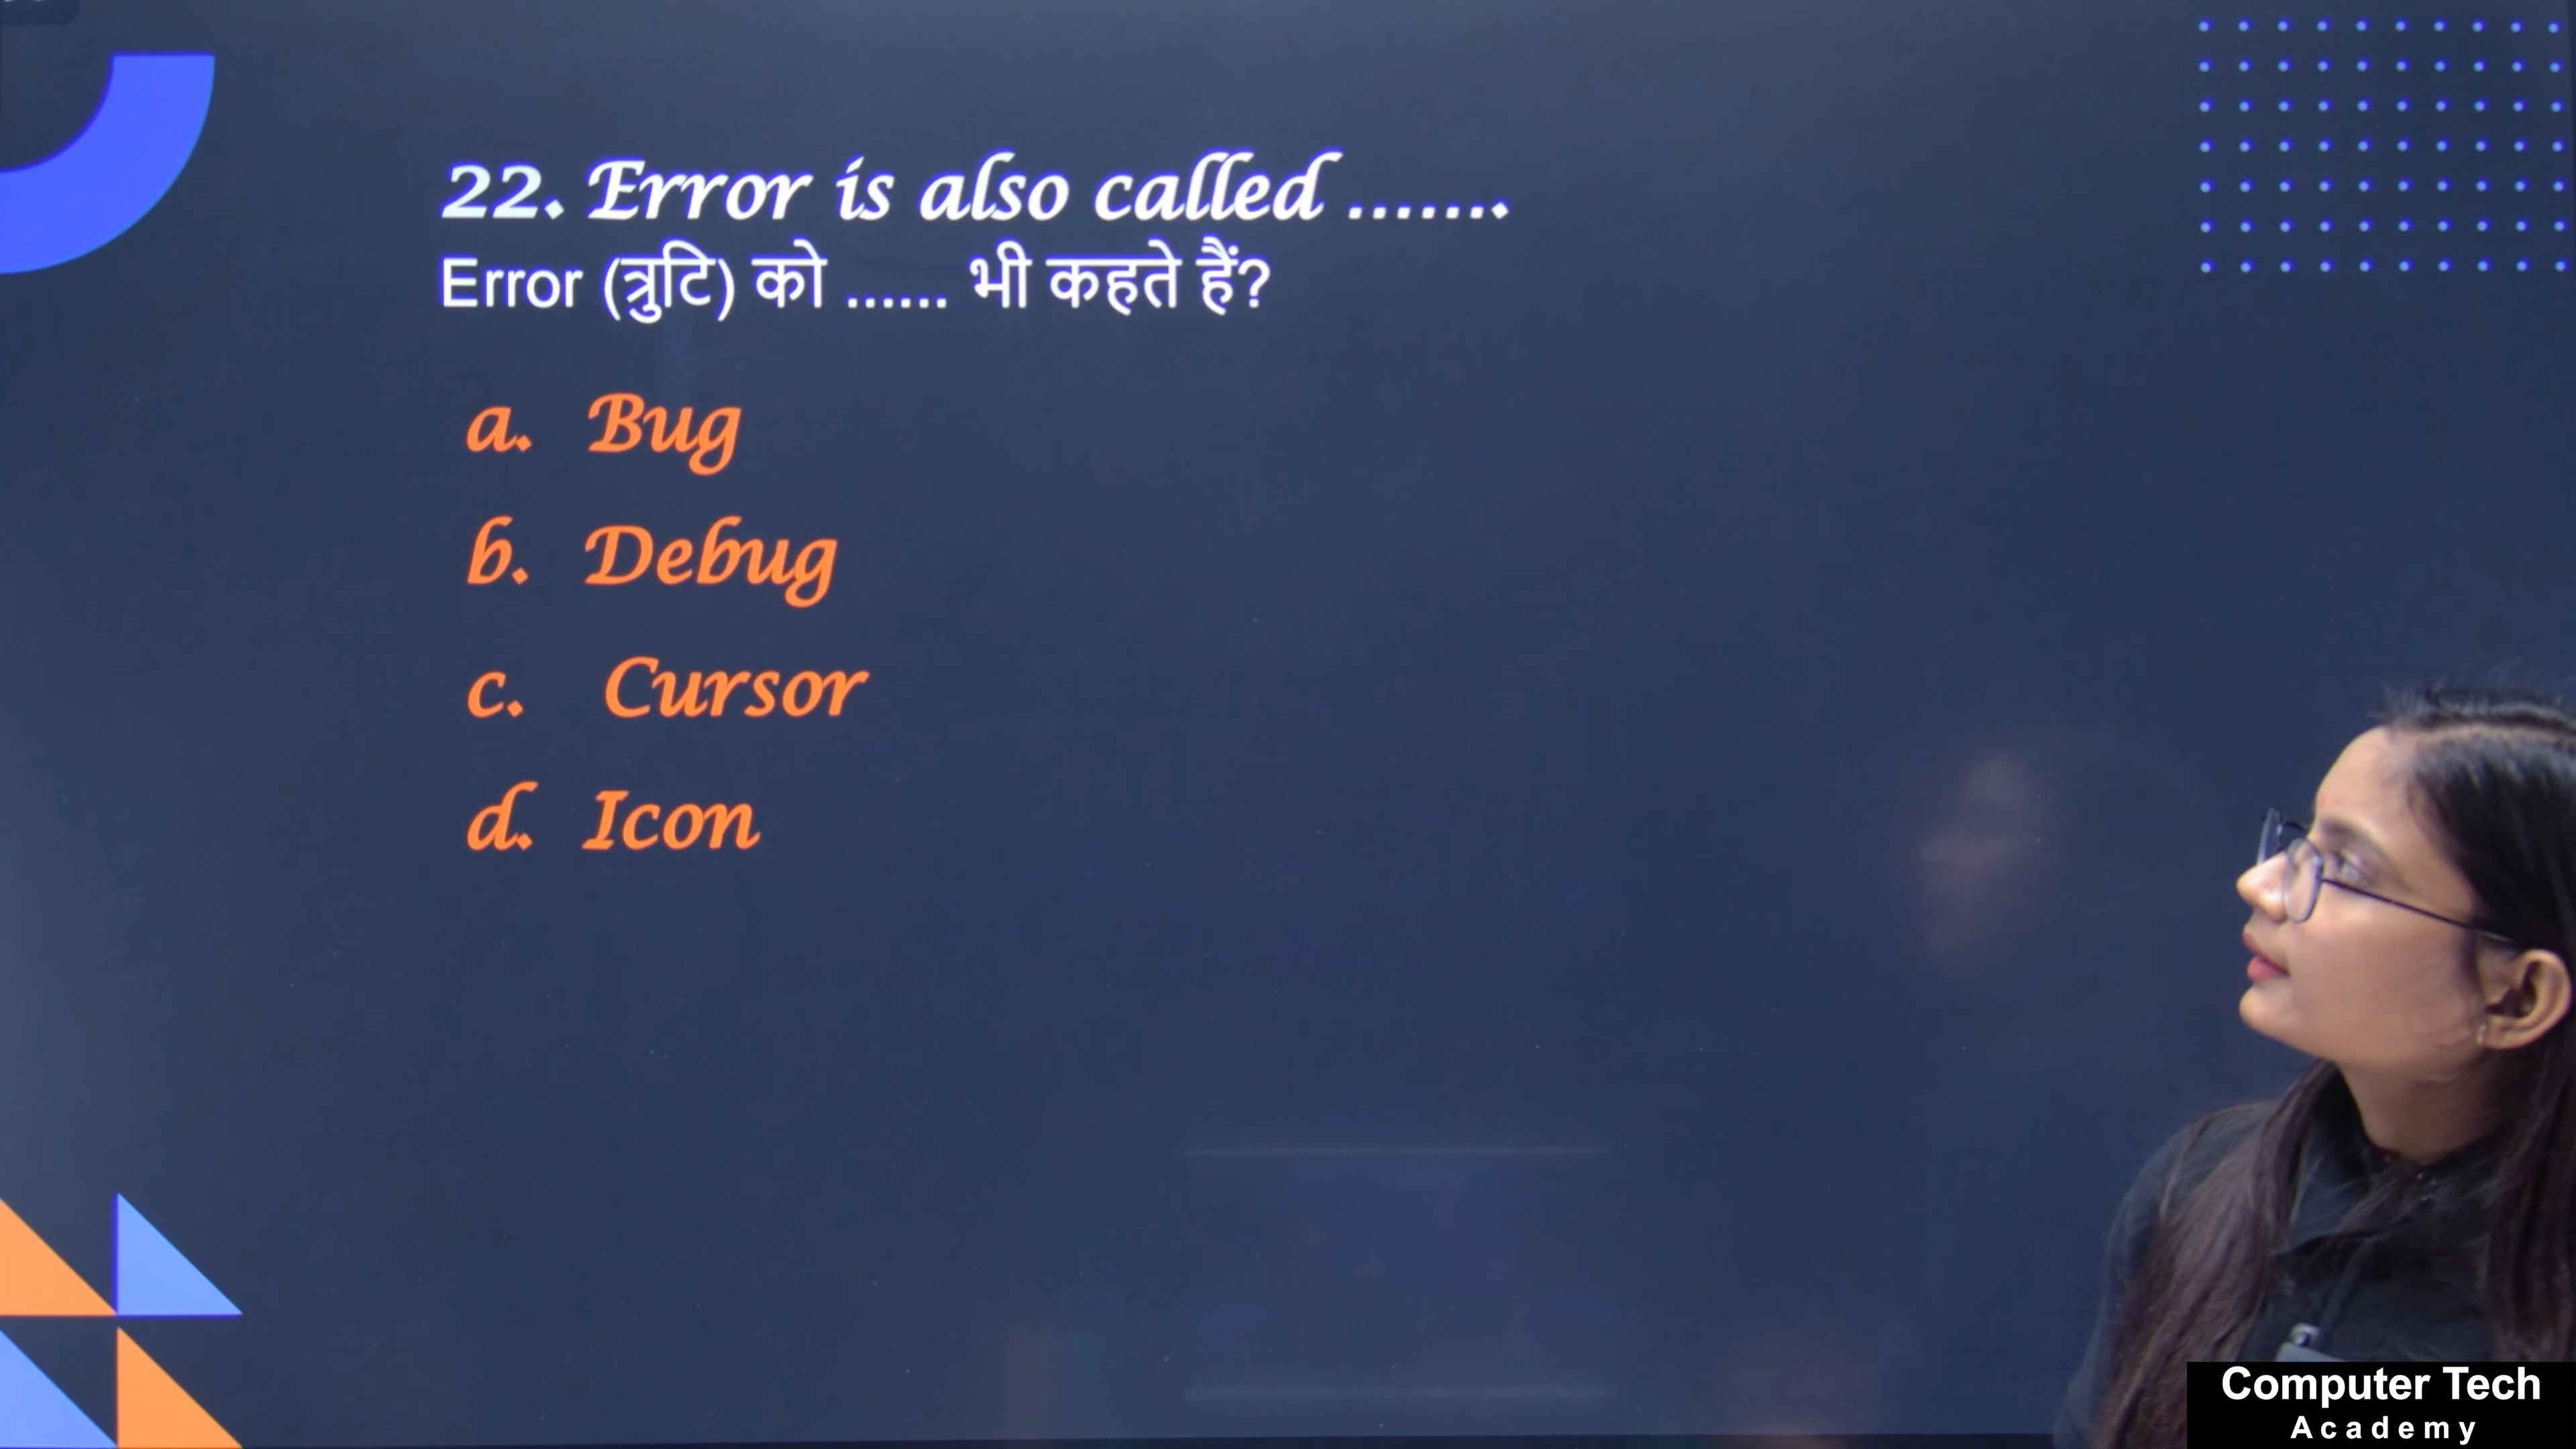 22. Error is also called .......
Error (त्रुटि) को ...... भी कहते हैं?
a. Bug
b. Debug
c. Cursor
d. Icon
Computer Tech
Academy